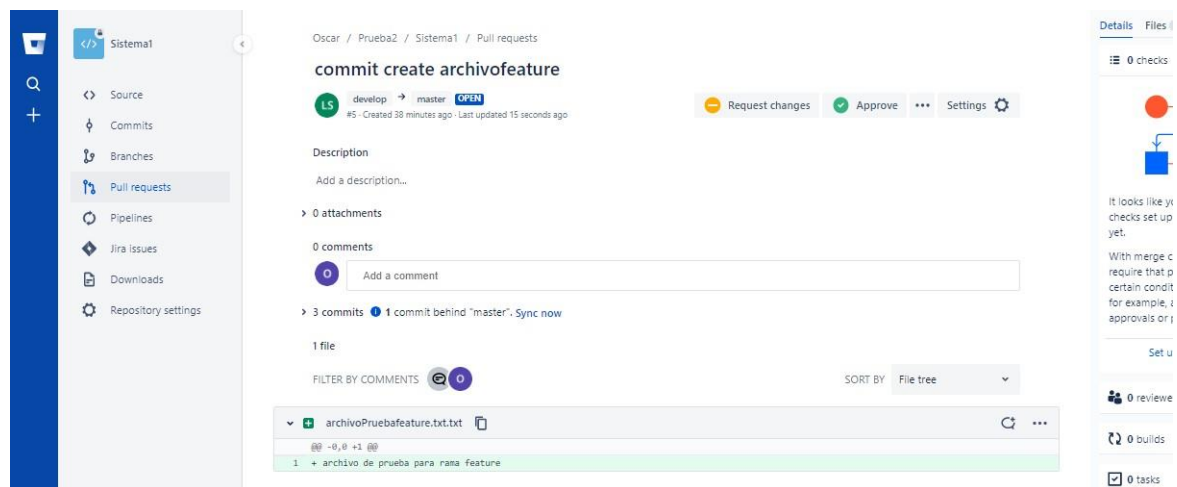 Sistema1
Source
Commits
Branches
Pull requests
Pipelines
Jira issues
Downloads
Repository settings
Oscar / Prueba2 / Sistema1 / Pull requests
commit create archivofeature
LS
develop → master OPEN
#5 - Created 38 minutes ago - Last updated 15 seconds ago
Request changes
Approve
Settings
Description
Add a description...
0 attachments
0 comments
O
Add a comment
3 commits 1 commit behind "master". Sync now
1 file
FILTER BY COMMENTS O
SORT BY File tree
archivoPruebafeature.txt.txt
@@ -0,0 +1 @@
1 + archivo de prueba para rama feature
Details Files
0 checks
It looks like
checks set up
yet.
With merge
require that
certain
for example,
approvals or
Set
0
0 builds
0 tasks